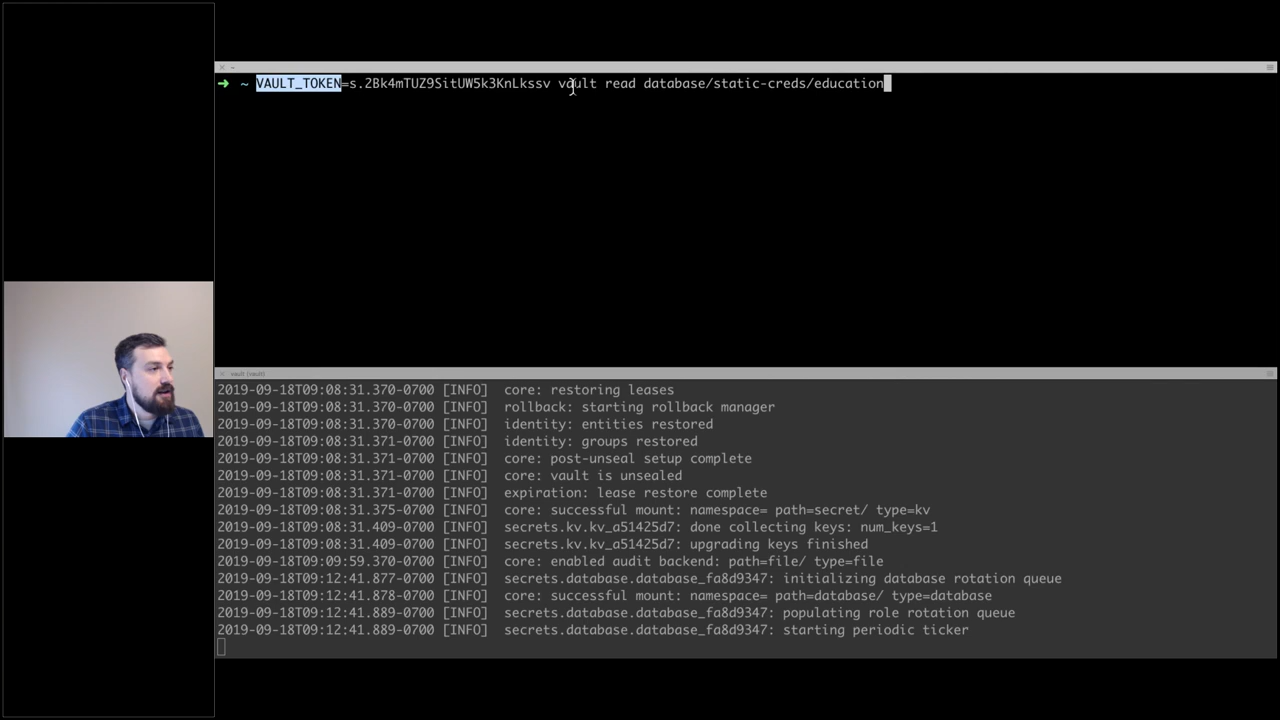 ~
➜ ~ VAULT_TOKEN=s.2Bk4mTUZ9SitUW5k3KnLkssv vault read database/static-creds/education
vault (vault)
2019-09-18T09:08:31.370-0700 [INFO]  core: restoring leases
2019-09-18T09:08:31.370-0700 [INFO]  rollback: starting rollback manager
2019-09-18T09:08:31.370-0700 [INFO]  identity: entities restored
2019-09-18T09:08:31.371-0700 [INFO]  identity: groups restored
2019-09-18T09:08:31.371-0700 [INFO]  core: post-unseal setup complete
2019-09-18T09:08:31.371-0700 [INFO]  core: vault is unsealed
2019-09-18T09:08:31.371-0700 [INFO]  expiration: lease restore complete
2019-09-18T09:08:31.375-0700 [INFO]  core: successful mount: namespace= path=secret/ type=kv
2019-09-18T09:08:31.409-0700 [INFO]  secrets.kv.kv_a51425d7: done collecting keys: num_keys=1
2019-09-18T09:08:31.409-0700 [INFO]  secrets.kv.kv_a51425d7: upgrading keys finished
2019-09-18T09:09:59.370-0700 [INFO]  core: enabled audit backend: path=file/ type=file
2019-09-18T09:12:41.877-0700 [INFO]  secrets.database.database_fa8d9347: initializing database rotation queue
2019-09-18T09:12:41.878-0700 [INFO]  core: successful mount: namespace= path=database/ type=database
2019-09-18T09:12:41.889-0700 [INFO]  secrets.database.database_fa8d9347: populating role rotation queue
2019-09-18T09:12:41.889-0700 [INFO]  secrets.database.database_fa8d9347: starting periodic ticker